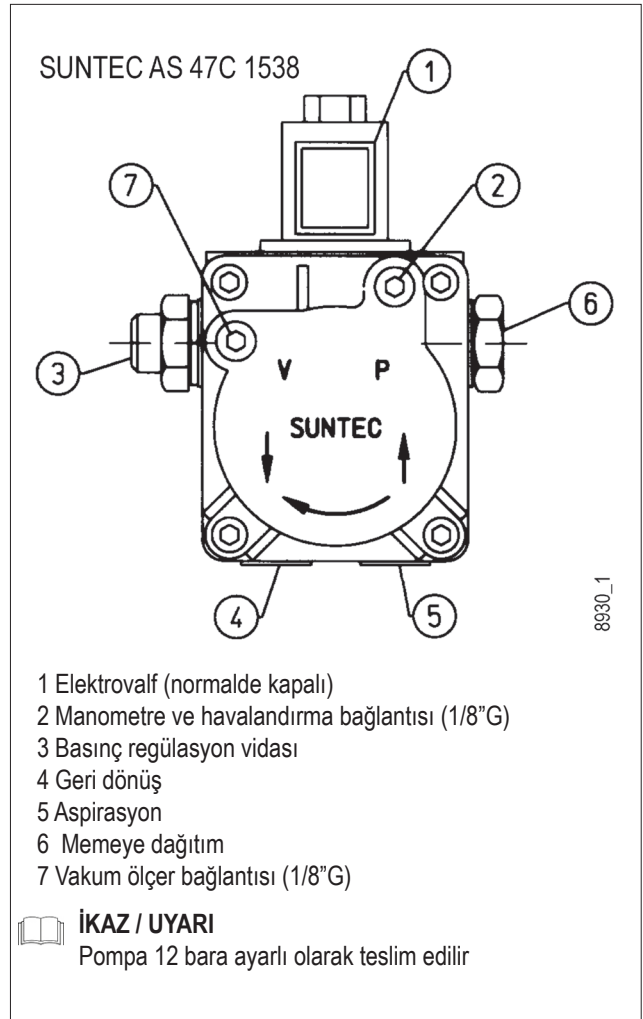 SUNTEC AS 47C 1538
1
7
2
6
3
V P
SUNTEC
4
5
8930_1
1 Elektrovalf (normalde kapalı)
2 Manometre ve havalandırma bağlantısı (1/8”G)
3 Basınç regülasyon vidası
4 Geri dönüş
5 Aspirasyon
6 Memeye dağıtım
7 Vakum ölçer bağlantısı (1/8”G)
İKAZ / UYARI
Pompa 12 bara ayarlı olarak teslim edilir